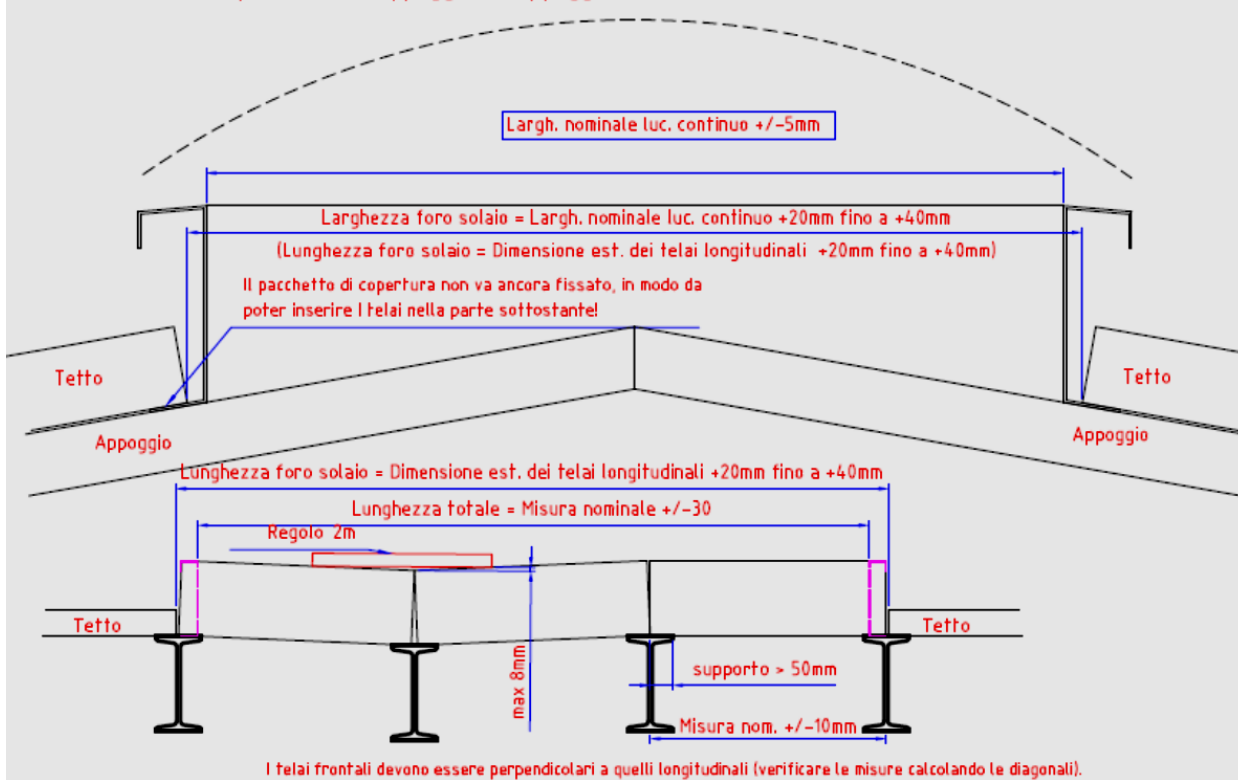 Largh. nominale luc. continuo +/-5mm
Larghezza foro solaio = Largh. nominale luc. continuo +20mm fino a +40mm
(Lunghezza foro solaio = Dimensione est. dei telai longitudinali +20mm fino a +40mm)
Il pacchetto di copertura non va ancora fissato, in modo da
poter inserire I telai nella parte sottostante!
Tetto
Tetto
Appoggio
Appoggio
Lunghezza foro solaio = Dimensione est. dei telai longitudinali +20mm fino a +40mm
Lunghezza totale = Misura nominale +/-30
Regolo 2m
Tetto
Tetto
max 8mm
supporto > 50mm
Misura nom. +/-10mm
I telai frontali devono essere perpendicolari a quelli longitudinali (verificare le misure calcolando le diagonali).